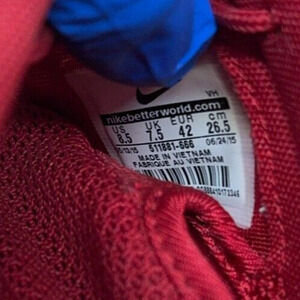 VH
nikebetterworld.com
US UK EUR cm
8.5 7.5 42 26.5
511881-666
06/24/15
MADE IN VIETNAM
FABRIQUE AU VIETNAM